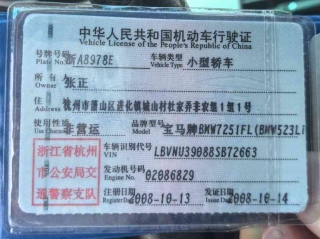 中华人民共和国机动车行驶证
Vehicle License of the People's Republic of China
号牌号码 浙A8978E 车辆类型 小型轿车
Plate No. Vehicle Type
所有人 张正
住址 杭州市萧山区进化镇城山村杜家弄非农组1组1号
Address
使用性质 非营运 品牌型号 宝马牌BMW7251FL(BMW523Li
Use Character Model
浙江省杭州 车辆识别代号 LBVNU39088SB72663
VIN
市公安局交 发动机号码 02086829
Engine No.
通警察支队 注册日期 2008-10-13 发证日期 2008-10-14
Register Date Issue Date